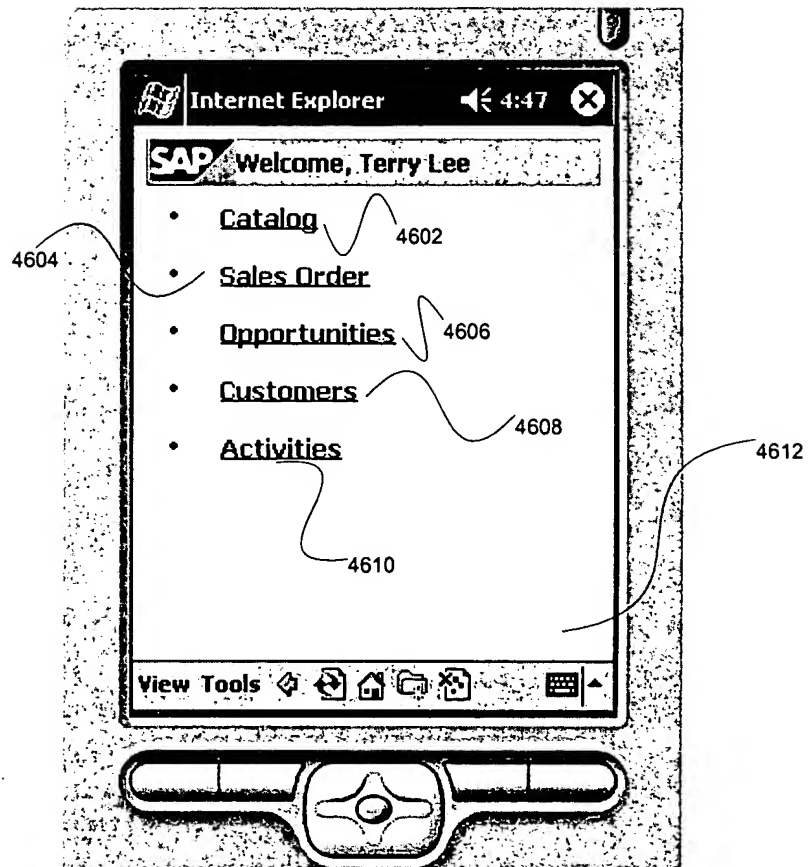 Internet Explorer 4:47
SAP Welcome, Terry Lee
• Catalog
4602
4604
• Sales Order
• Opportunities
4606
• Customers
4608
• Activities
4612
4610
View Tools